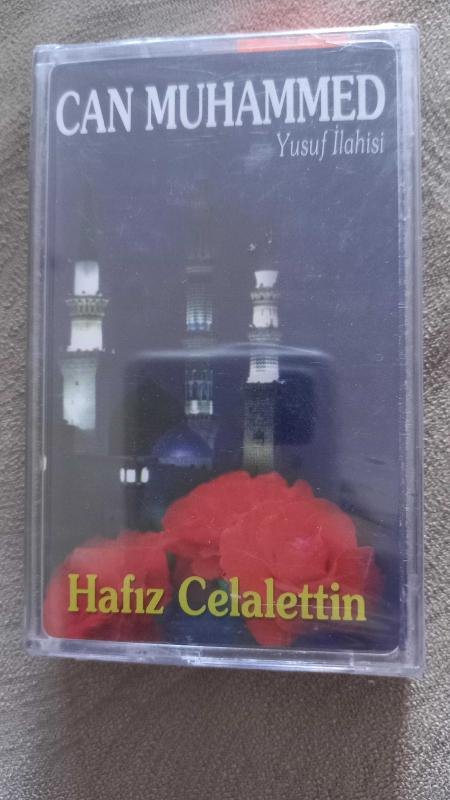 CAN MUHAMMED
Yusuf İlahisi
Hafız Celalettin